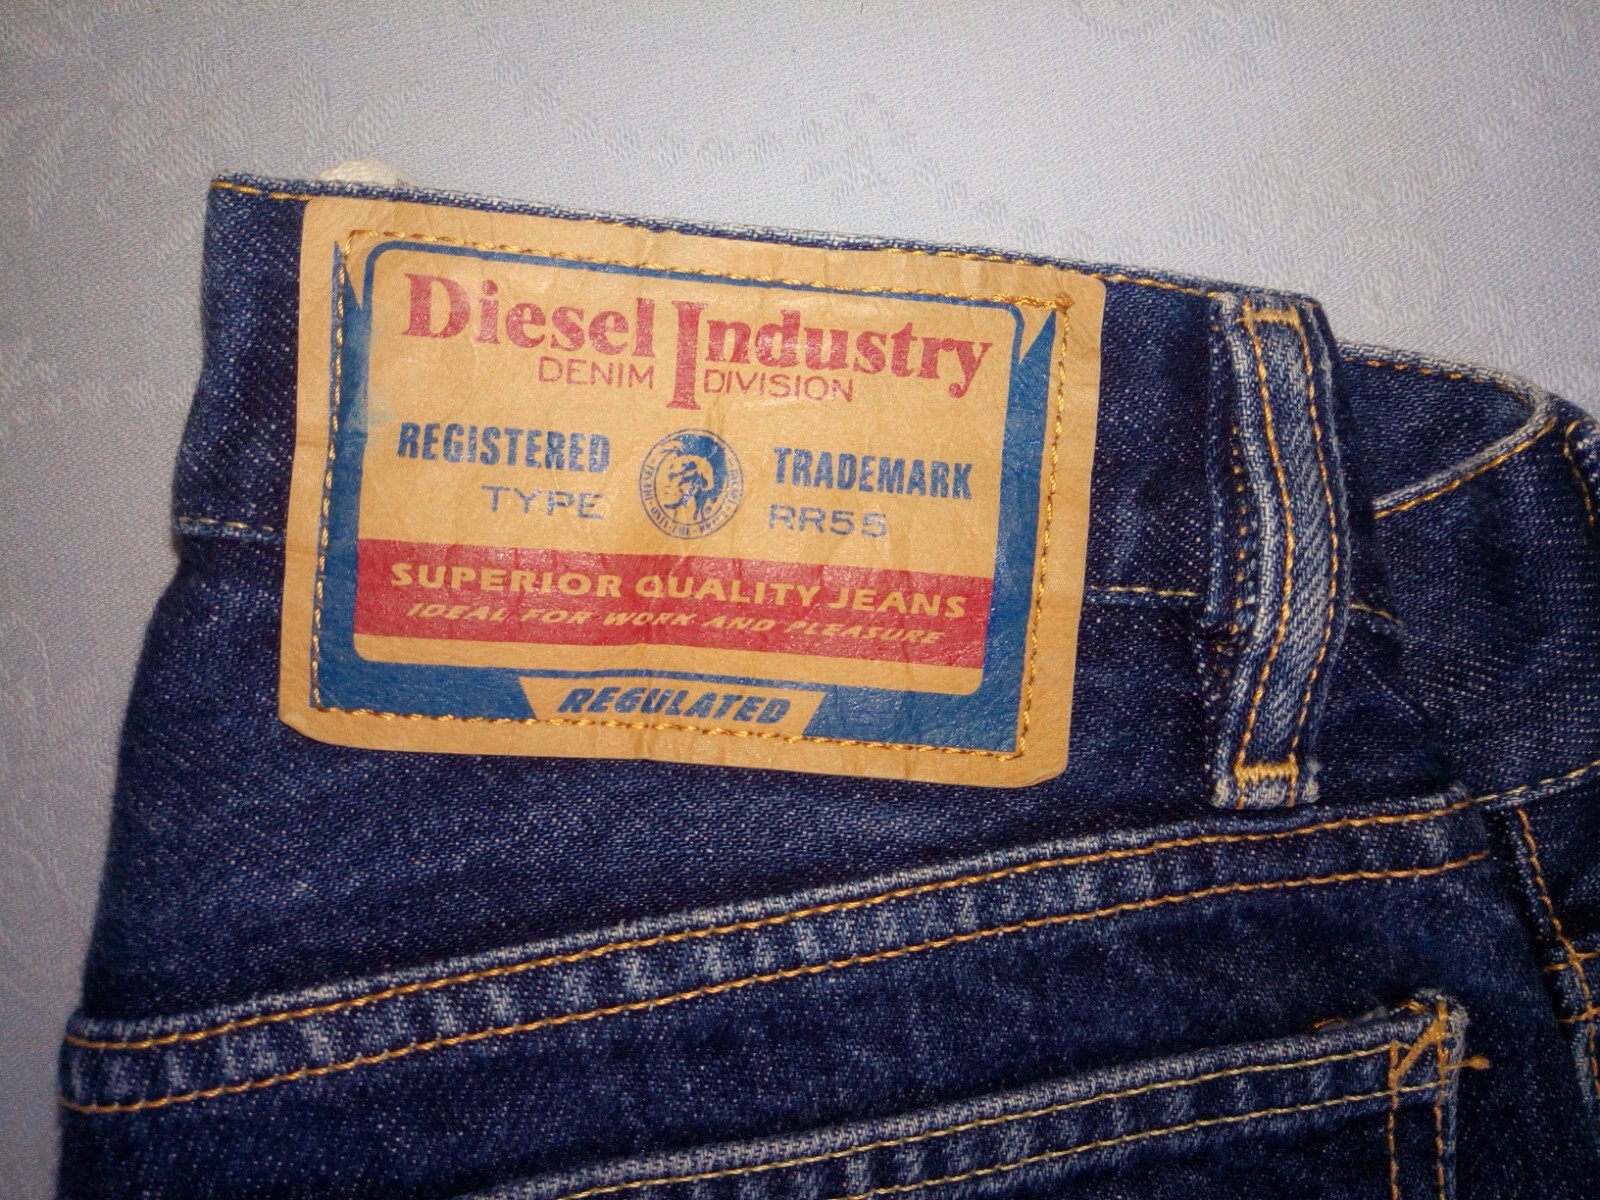 Diesel Industry
DENIM DIVISION
REGISTERED TRADEMARK
TYPE RR55
SUPERIOR QUALITY JEANS
IDEAL FOR WORK AND PLEASURE
REGULATED